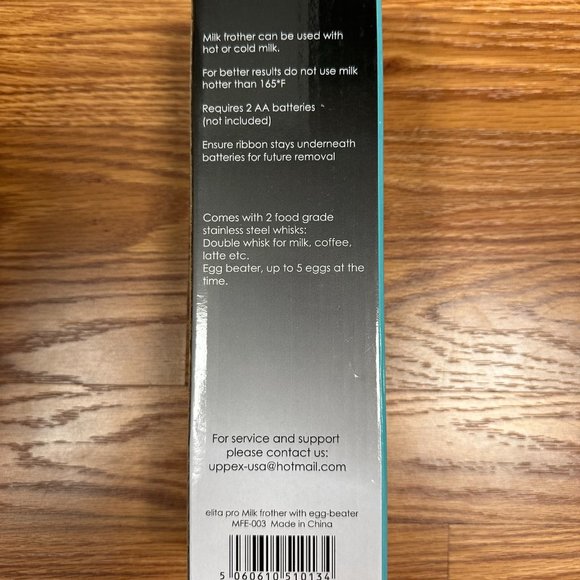 Milk frother can be used with
hot or cold milk.
For better results do not use milk
hotter than 165°F
Requires 2 AA batteries
(not included)
Ensure ribbon stays underneath
batteries for future removal
Comes with 2 food grade
stainless steel whisks:
Double whisk for milk, coffee,
latte etc.
Egg beater, up to 5 eggs at the
time.
For service and support
please contact us:
uppex-usa@hotmail.com
elita pro Milk frother with egg-beater
MFE-003 Made in China
5 060610 510134